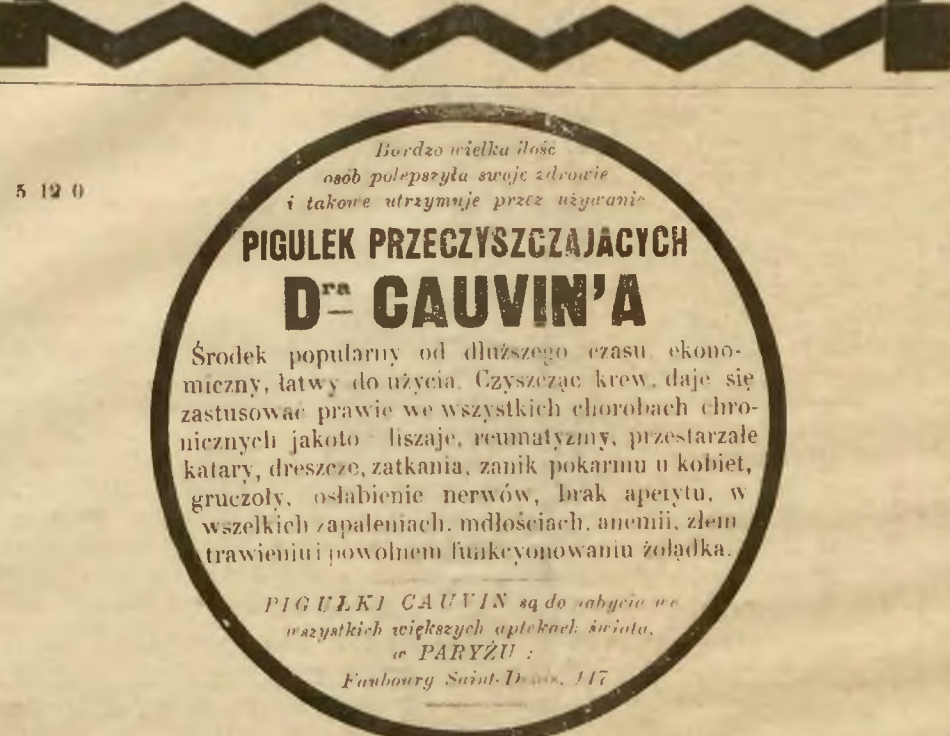 5 12 0
Bardzo wielka ilość
osób polepszyła swoje zdrowie
i takowe utrzymuje przez używanie
PIGULEK PRZECZYSZCZAJACYCH
Dra CAUVIN'A
Środek popularny od dluższego czasu ekono-
miczny, łatwy do użycia. Czyszcząc krew, daje się
zastusować prawie we wszystkich chorobach chro-
nicznych jakoto liszaje, reumatyzmy, przestarzałe
katary, dreszcze, zatkania, zanik pokarmu u kobiet,
gruczoły, osłabienie nerwów, brak apetytu, w
wszelkich zapaleniach, mdłościach, anemii, złem
trawieniu i powolnem funkcyonowaniu żołądka.
PIGUŁKI CAUVIN są do nabycia we
wszystkich większych aptekach świata,
w PARYŻU :
Faubourg Saint-Denis, 147